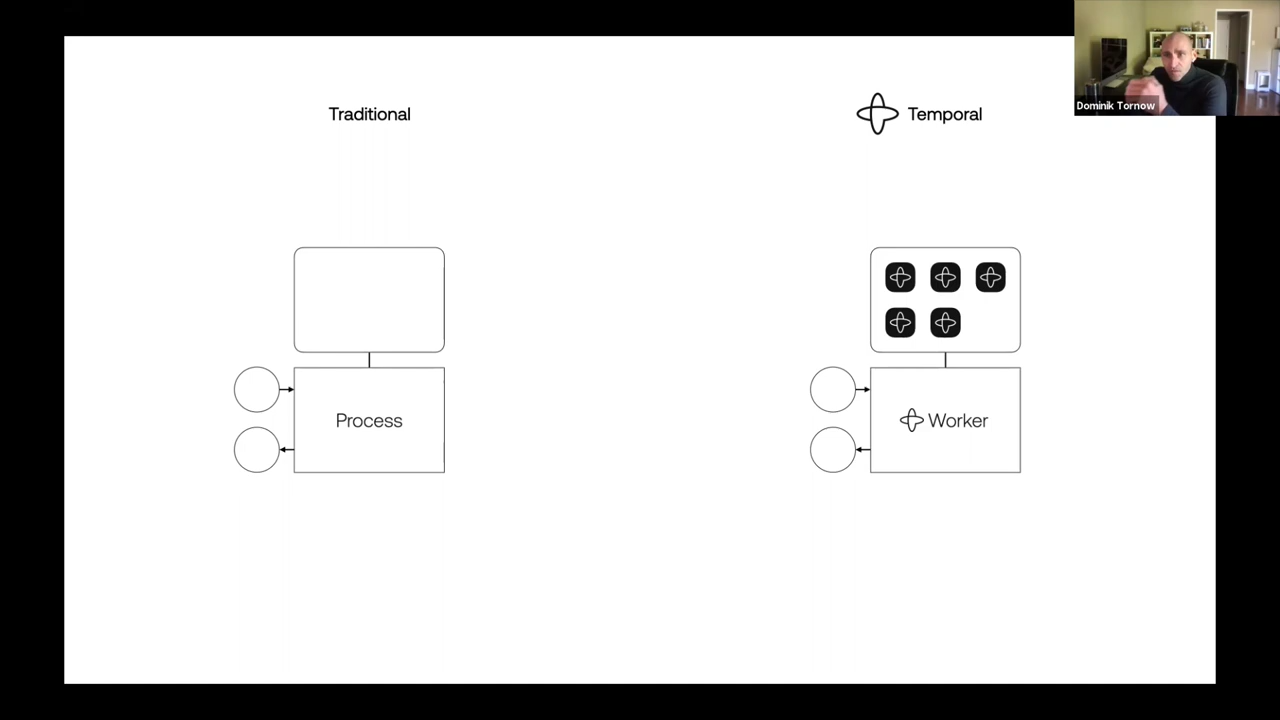 Traditional
Temporal
Dominik Tornow
Process
Worker